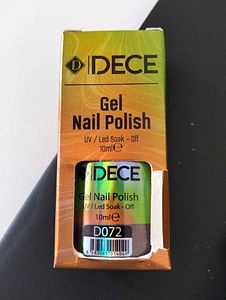 DECE
Gel
Nail Polish
UV / Led Soak - Off
10ml℮
DECE
Gel Nail Polish
UV / Led Soak - Off
10ml℮
D072